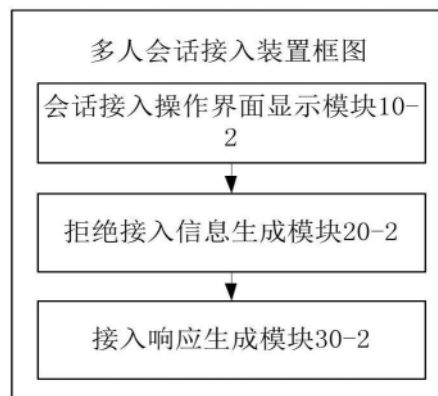 多人会话接入装置框图
会话接入操作界面显示模块10-
2
拒绝接入信息生成模块20-2
接入响应生成模块30-2